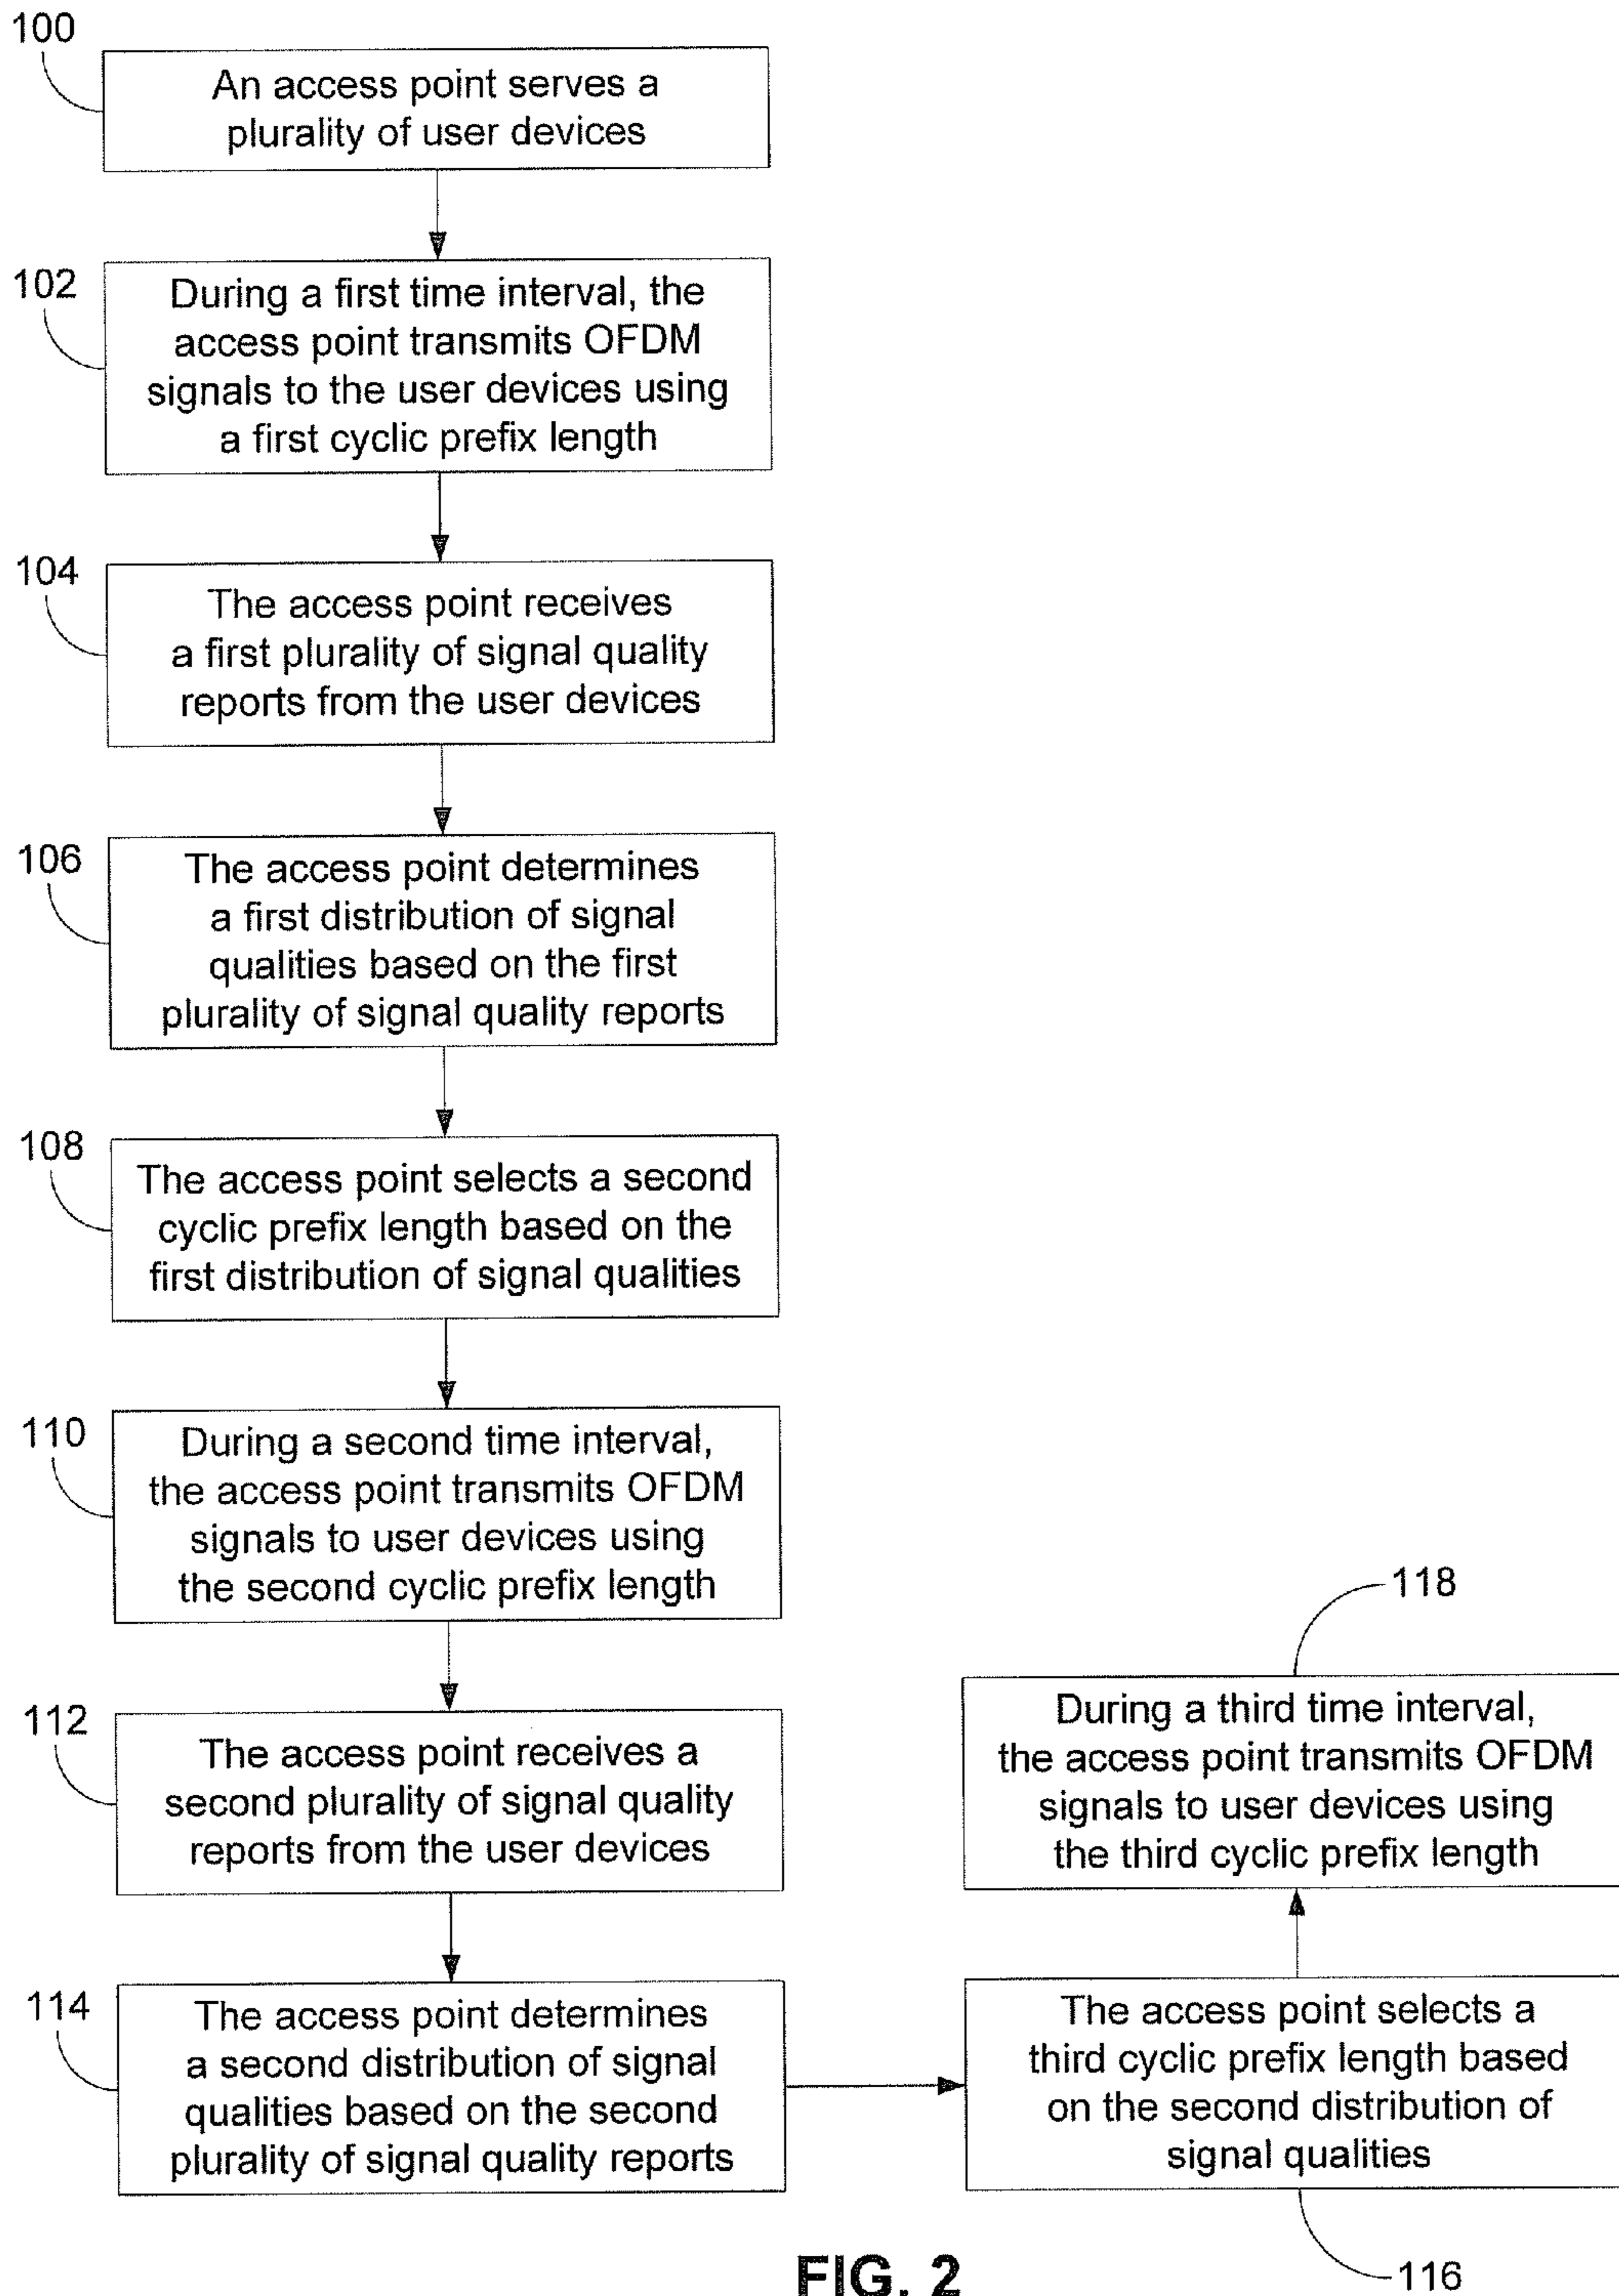 100
An access point serves a
plurality of user devices
102
During a first time interval, the
access point transmits OFDM
signals to the user devices using
a first cyclic prefix length
104
The access point receives
a first plurality of signal quality
reports from the user devices
106
The access point determines
a first distribution of signal
qualities based on the first
plurality of signal quality reports
108
The access point selects a second
cyclic prefix length based on the
first distribution of signal qualities
110
During a second time interval,
the access point transmits OFDM
signals to user devices using
the second cyclic prefix length
112
The access point receives a
second plurality of signal quality
reports from the user devices
114
The access point determines
a second distribution of signal
qualities based on the second
plurality of signal quality reports
The access point selects a
third cyclic prefix length based
on the second distribution of
signal qualities
116
118
During a third time interval,
the access point transmits OFDM
signals to user devices using
the third cyclic prefix length
FIG. 2